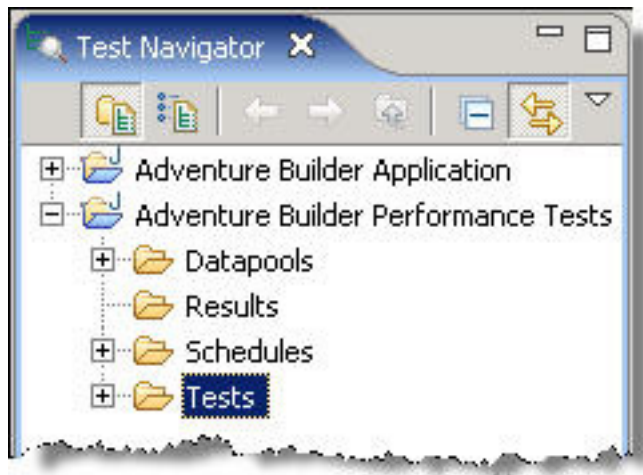 Test Navigator
Adventure Builder Application
Adventure Builder Performance Tests
Datapools
Results
Schedules
Tests